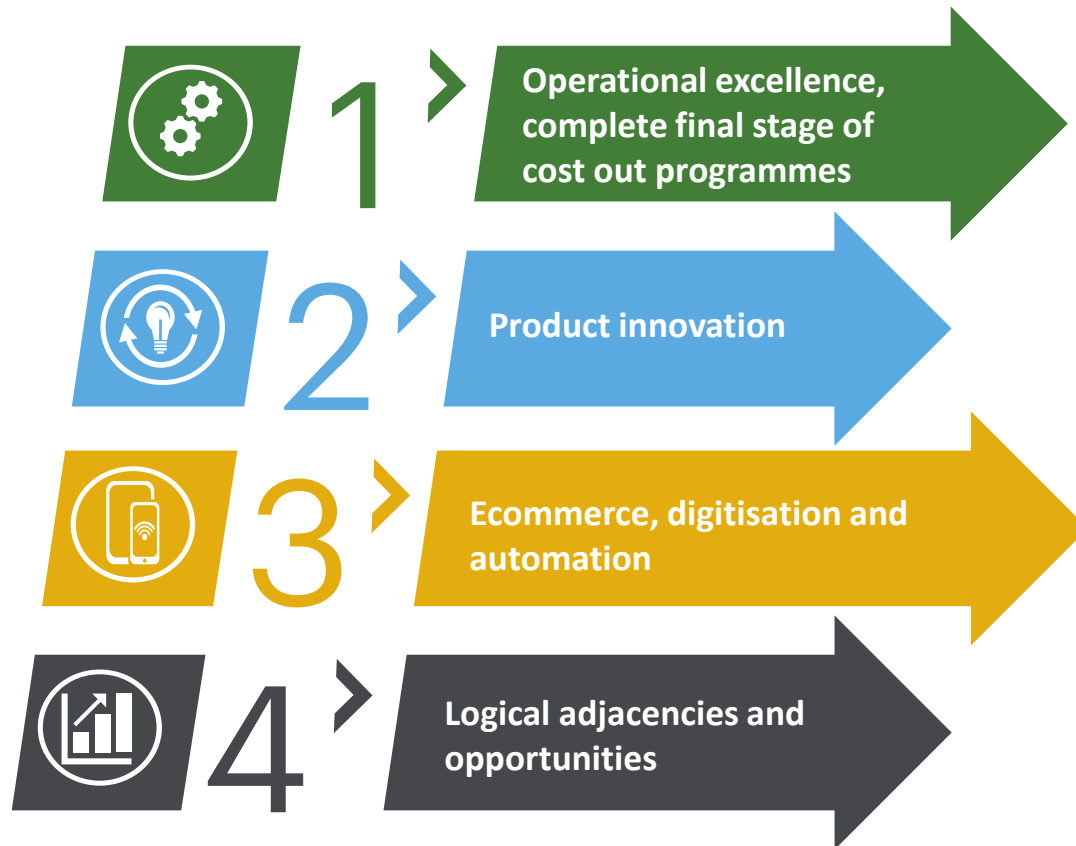 1
Operational excellence,
complete final stage of
cost out programmes
2
Product innovation
3
Ecommerce, digitisation and
automation
4
Logical adjacencies and
opportunities